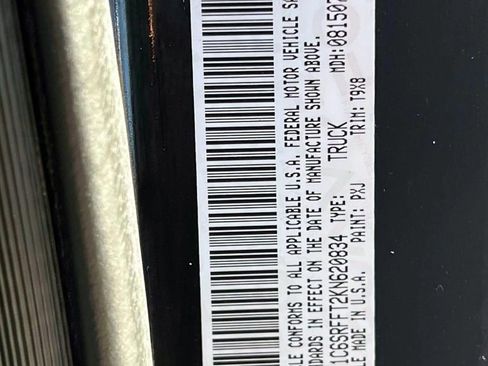 LE CONFORMS TO ALL APPLICABLE U.S.A. FEDERAL MOTOR VEHICLE SA
NDARDS IN EFFECT ON THE DATE OF MANUFACTURE SHOWN ABOVE.
1C6SRFFT2KN620834 TYPE: TRUCK MDH:081507
LE MADE IN U.S.A. PAINT: PXJ TRIM: T9X8